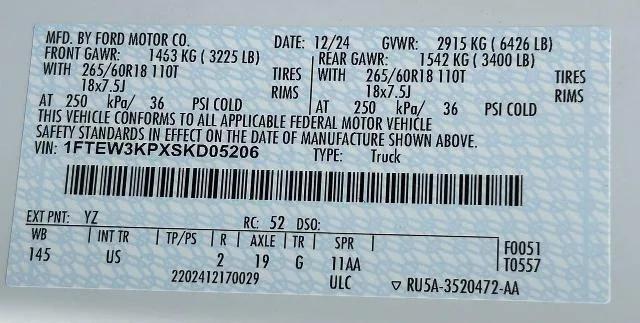 MFD. BY FORD MOTOR CO. DATE: 12/24 GVWR: 2915 KG ( 6426 LB)
FRONT GAWR: 1463 KG ( 3225 LB) REAR GAWR: 1542 KG ( 3400 LB)
WITH 265/60R18 110T TIRES WITH 265/60R18 110T TIRES
18x7.5J RIMS 18x7.5J RIMS
AT 250 kPa/ 36 PSI COLD AT 250 kPa/ 36 PSI COLD
THIS VEHICLE CONFORMS TO ALL APPLICABLE FEDERAL MOTOR VEHICLE
SAFETY STANDARDS IN EFFECT ON THE DATE OF MANUFACTURE SHOWN ABOVE.
VIN: 1FTEW3KPXSKD05206 TYPE: Truck
EXT PNT: YZ RC: 52 DSO:
WB INT TR TP/PS R AXLE TR SPR F0051
145 US 2 19 G 11AA T0557
2202412170029 ULC ▽ RU5A-3520472-AA